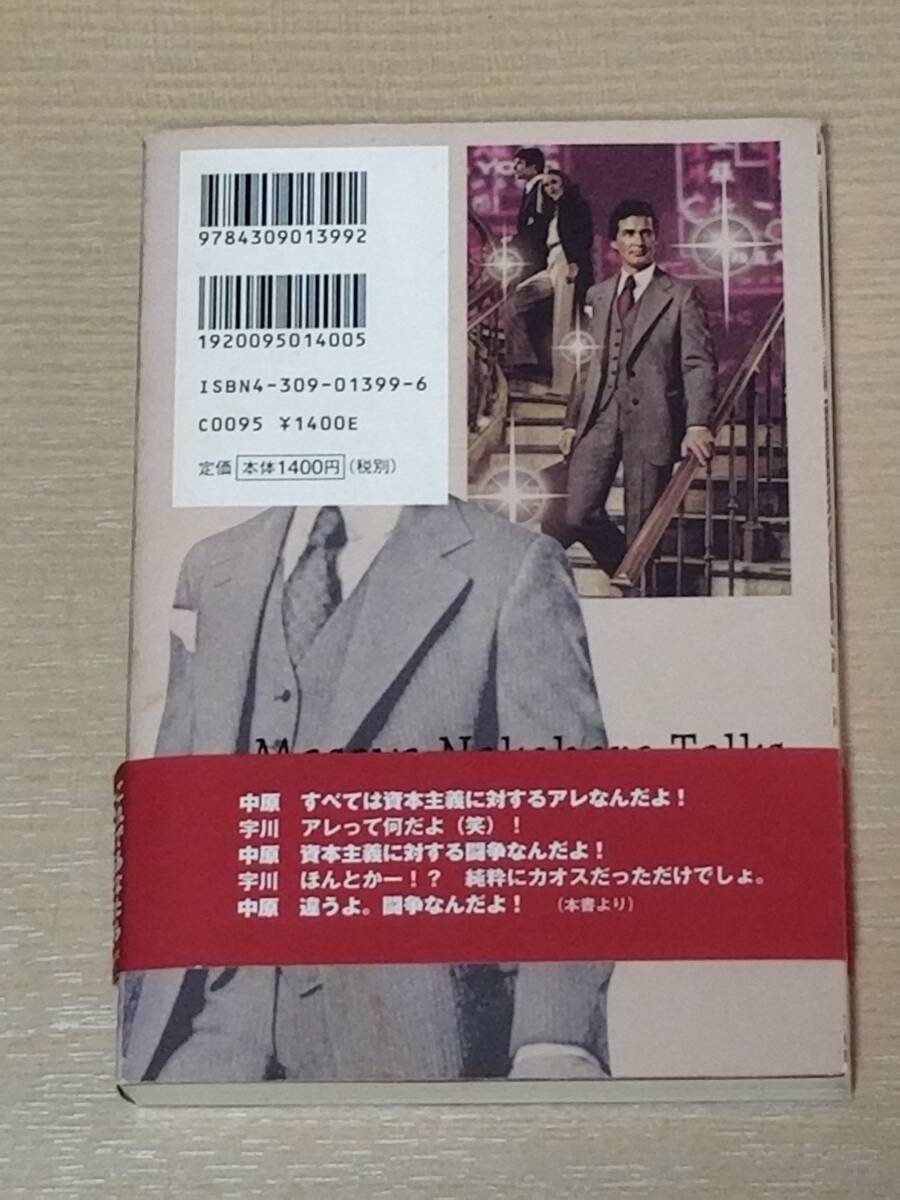 9784309013992
1920095014005
ISBN4-309-01399-6
C0095 ¥1400E
定価 本体1400円(税別)
Masaya Nakahara Talks
中原 すべては資本主義に対するアレなんだよ!
宇川 アレって何だよ(笑)!
中原 資本主義に対する闘争なんだよ!
宇川 ほんとかー!? 純粋にカオスだっただけでしょ。
中原 違うよ。闘争なんだよ! (本書より)